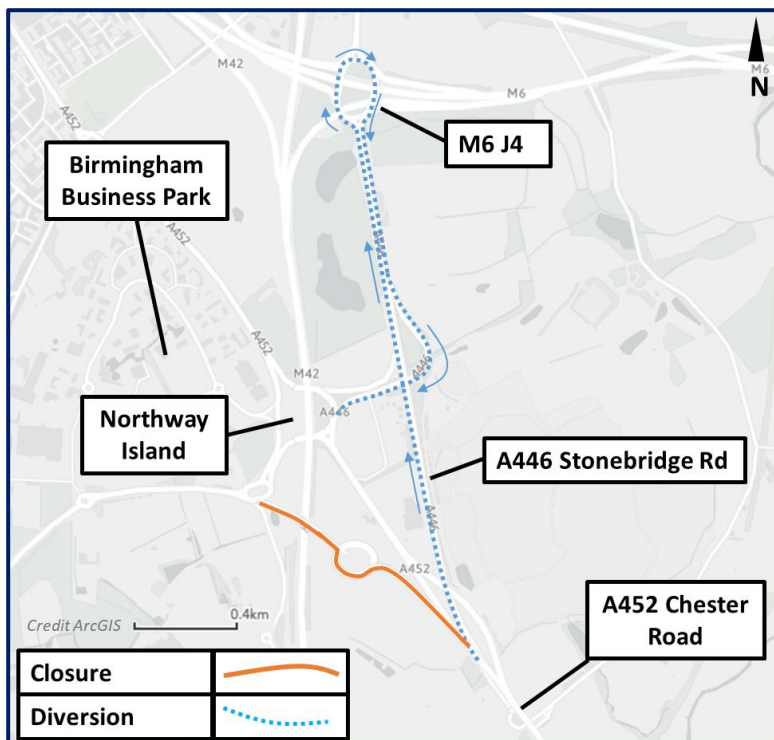 N
M42
M6
M6
A452
M6 J4
Birmingham
Business Park
A452
A452
A446
M42
A446
Northway
Island
A446 Stonebridge Rd
A446
A452
A452 Chester
Road
Credit ArcGIS
0.4km
Closure
Diversion